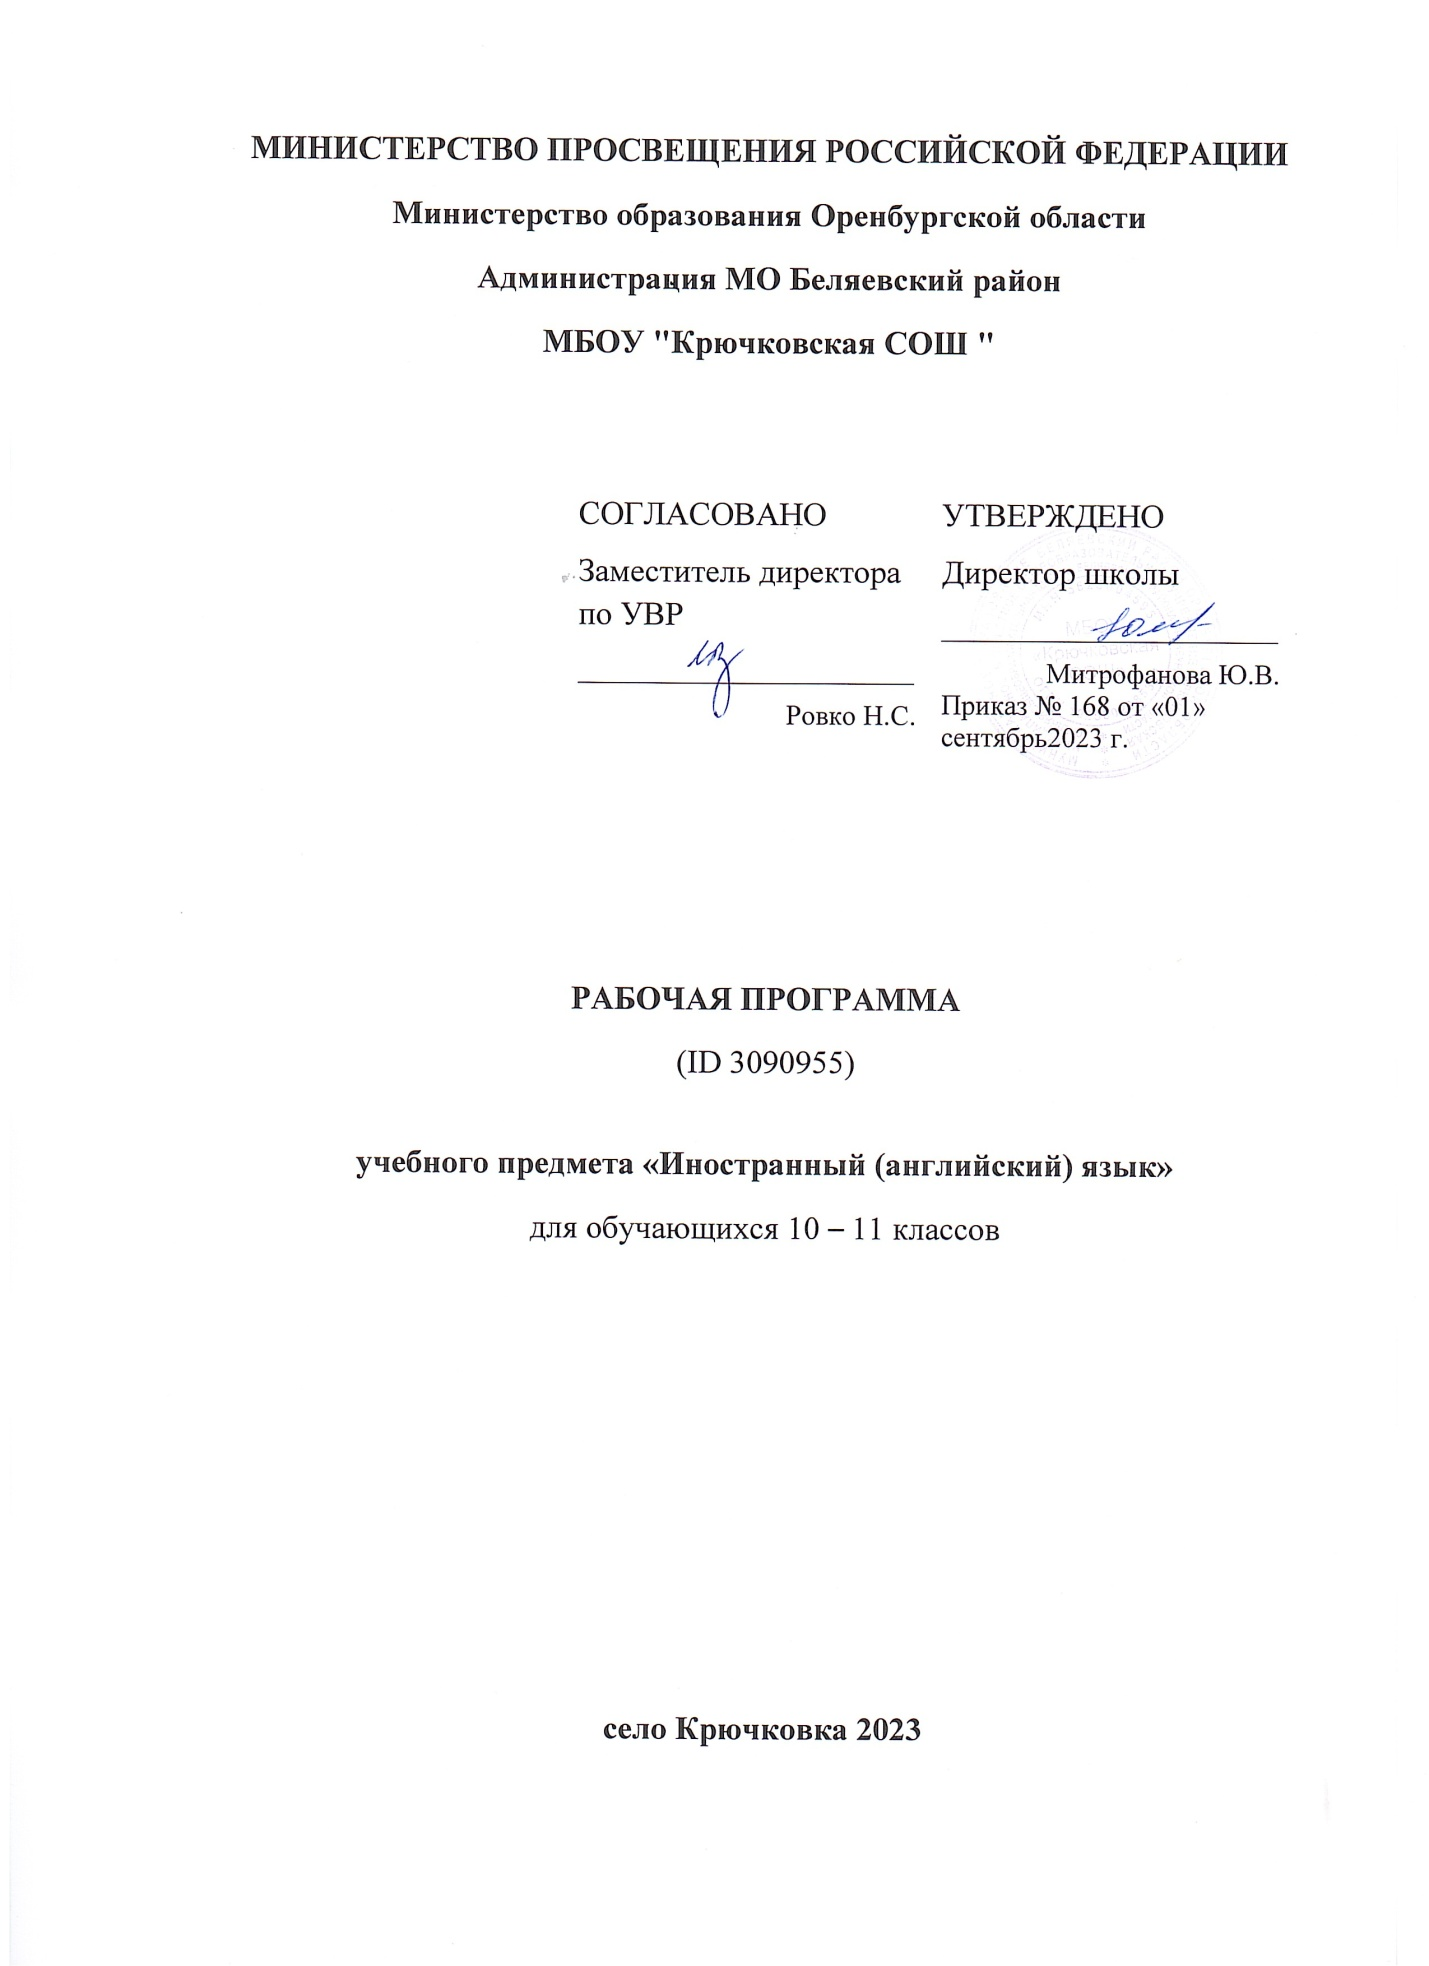 МИНИСТЕРСТВО ПРОСВЕЩЕНИЯ РОССИЙСКОЙ ФЕДЕРАЦИИ
Министерство образования Оренбургской области
Администрация МО Беляевский район
МБОУ "Крючковская СОШ "
СОГЛАСОВАНО
Заместитель директора
по УВР
Ровко Н.С.
УТВЕРЖДЕНО
Директор школы
Митрофанова Ю.В.
Приказ № 168 от «01»
сентябрь2023 г.
РАБОЧАЯ ПРОГРАММА
(ID 3090955)
учебного предмета «Иностранный (английский) язык»
для обучающихся 10 – 11 классов
село Крючковка 2023